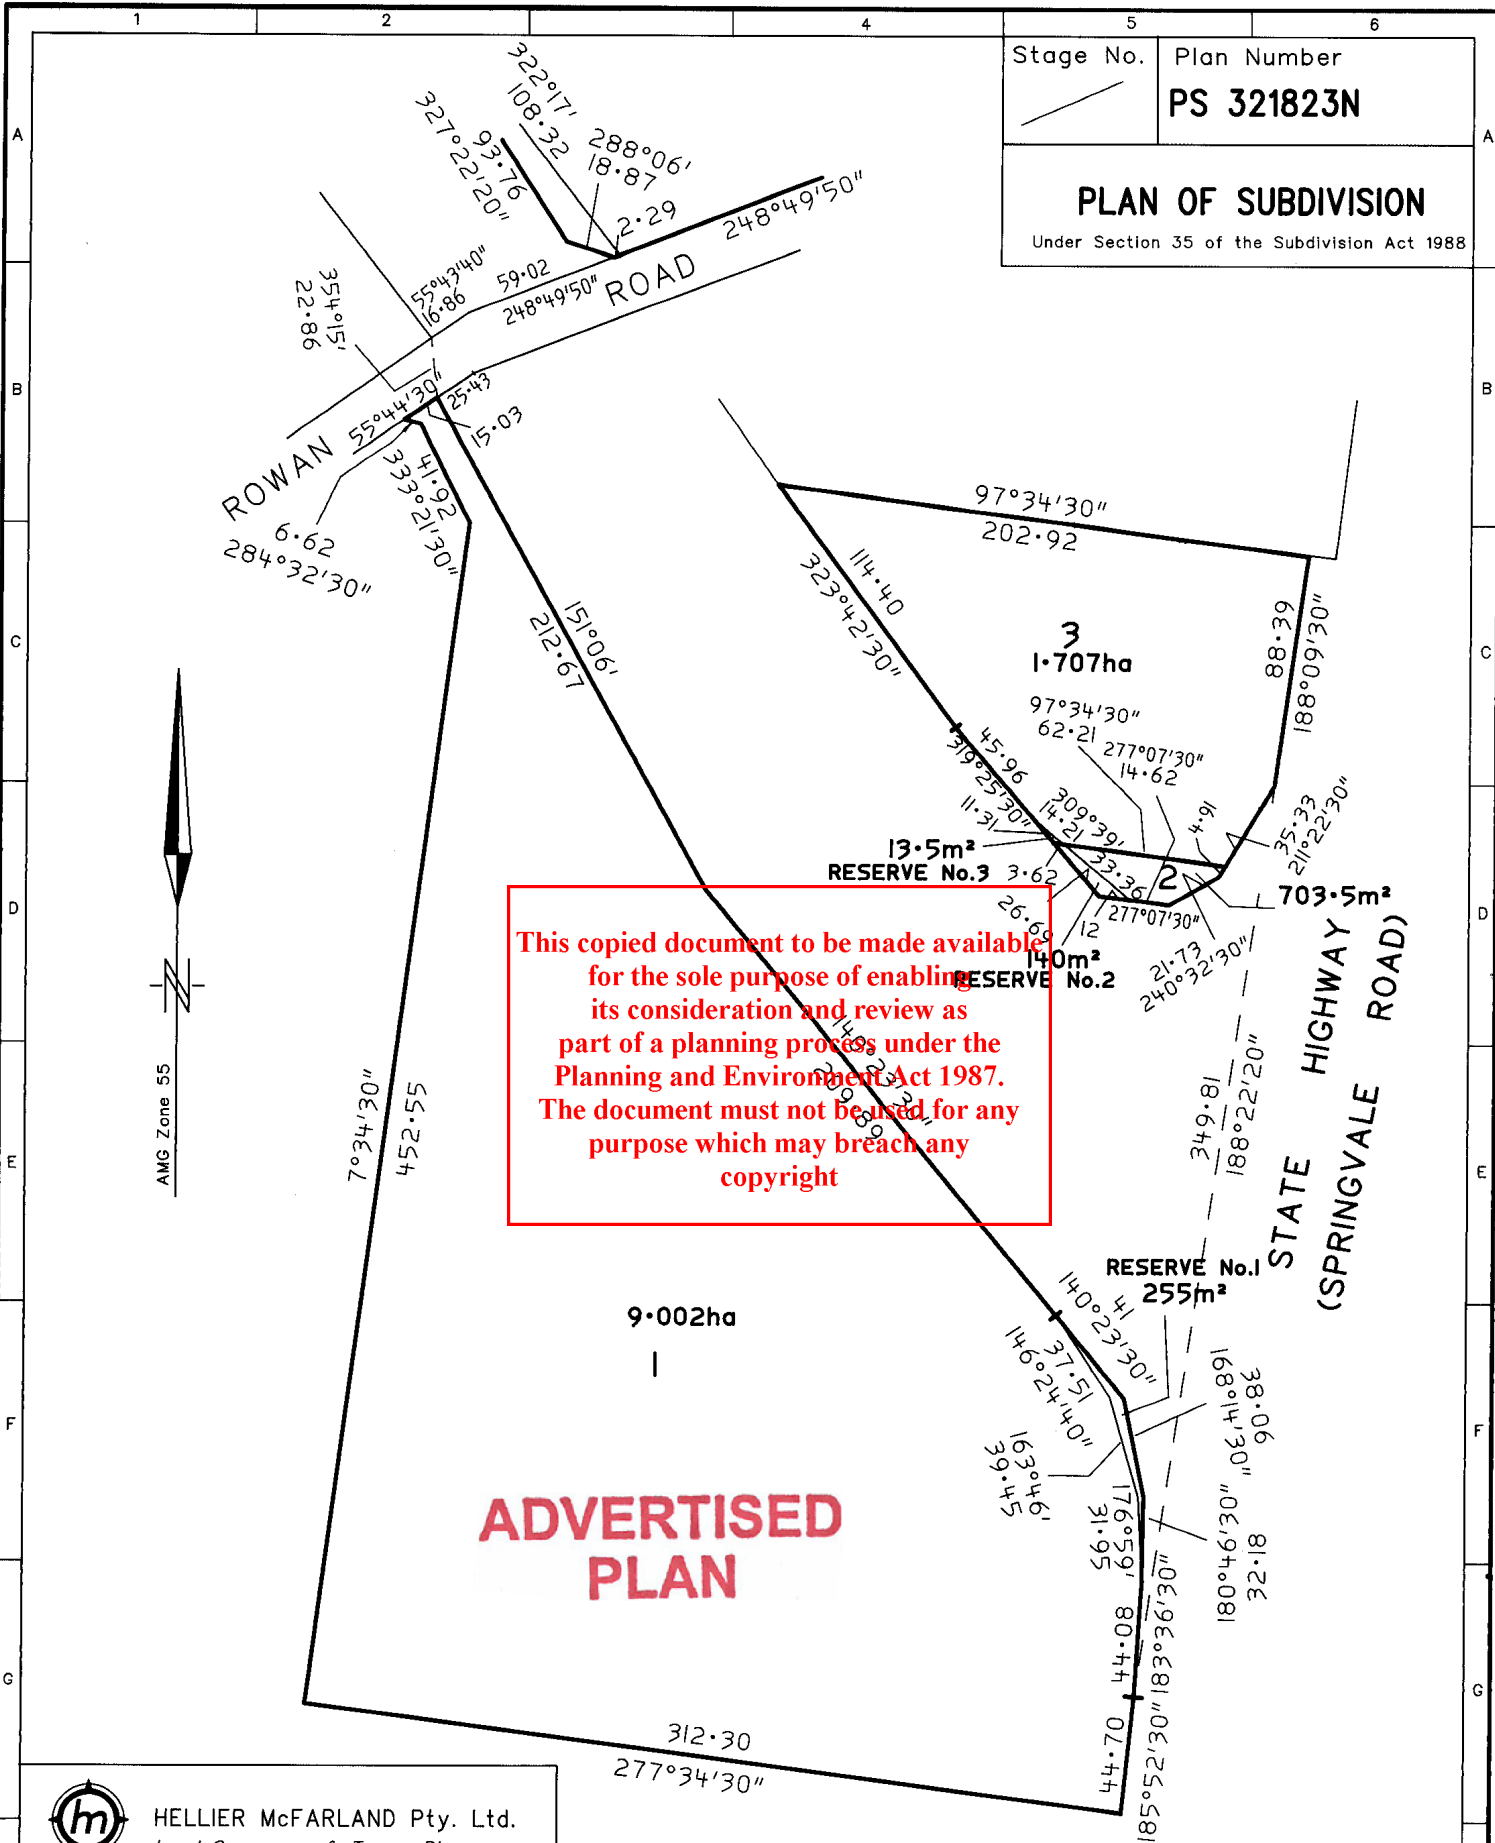 1 2 4 5 6
Stage No.
Plan Number
PS 321823N
PLAN OF SUBDIVISION
Under Section 35 of the Subdivision Act 1988
A
A
322°17'
108·32
327°22'20"
93·76
288°06'
18·87
2·29
248°49'50"
55°43'40"
16·86
59·02
248°49'50"
ROAD
354°15'
22·86
B
B
55°44'30"
25·43
15·03
ROWAN
41·92
333°21'30"
6·62
284°32'30"
97°34'30"
202·92
114·40
323°42'30"
151°06'
212·67
C
C
3
1·707ha
88·39
188°09'30"
97°34'30"
62·21
277°07'30"
14·62
45·96
319°25'30"
11·31
309°39'
14·21
4·91
35·33
211°22'30"
13·5m²
RESERVE No.3
3·62
33·36
2
703·5m²
D
D
26·69
12
277°07'30"
140m²
RESERVE No.2
21·73
240°32'30"
This copied document to be made available
for the sole purpose of enabling
its consideration and review as
part of a planning process under the
Planning and Environment Act 1987.
The document must not be used for any
purpose which may breach any
copyright
140°23'30"
209·89
AMG Zone 55
7°34'30"
452·55
349·81
188°22'20"
STATE HIGHWAY
(SPRINGVALE ROAD)
E
E
RESERVE No.1
255m²
9·002ha
1
41
140°23'30"
37·51
146°24'40"
38·06
168°14'30"
163°46'
39·45
F
F
ADVERTISED
PLAN
176°59'
31·95
180°46'30"
32·18
44·08
183°36'30"
G
G
312·30
277°34'30"
44·70
185°52'30"
hm
HELLIER McFARLAND Pty. Ltd.